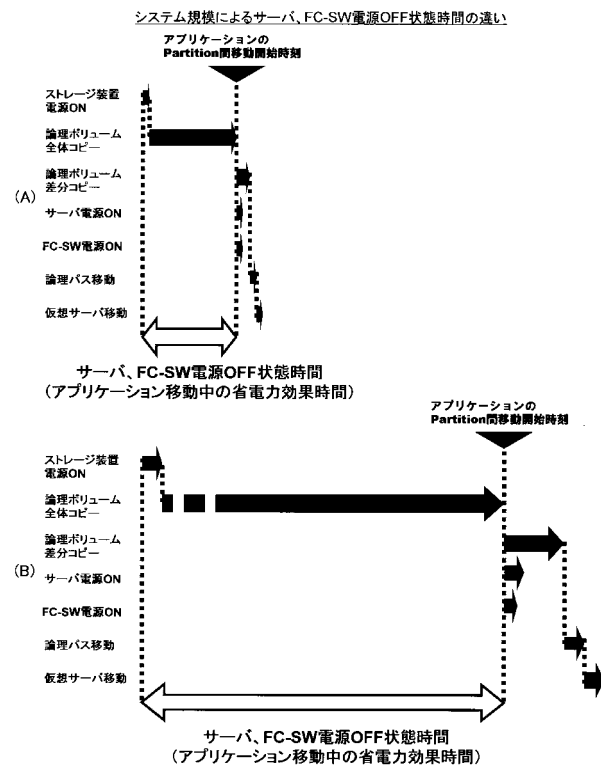 システム規模によるサーバ、FC-SW電源OFF状態時間の違い
アプリケーションの
Partition間移動開始時刻
ストレージ装置
電源ON
論理ボリューム
全体コピー
論理ボリューム
差分コピー
(A)
サーバ電源ON
FC-SW電源ON
論理パス移動
仮想サーバ移動
サーバ、FC-SW電源OFF状態時間
(アプリケーション移動中の省電力効果時間)
アプリケーションの
Partition間移動開始時刻
ストレージ装置
電源ON
論理ボリューム
全体コピー
論理ボリューム
差分コピー
(B)
サーバ電源ON
FC-SW電源ON
論理パス移動
仮想サーバ移動
サーバ、FC-SW電源OFF状態時間
(アプリケーション移動中の省電力効果時間)